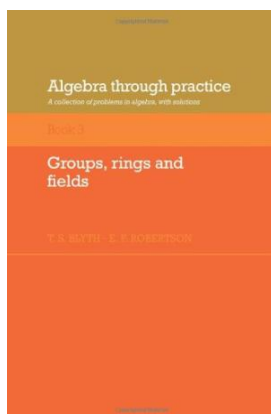 Algebra through practice
A collection of problems in algebra, with solutions
Book 3
Groups, rings and
fields
T. S. BLYTH · E. F. ROBERTSON